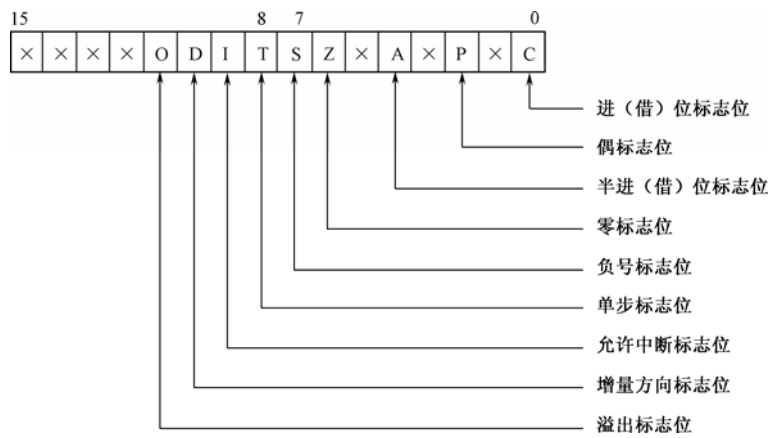 15 8 7 0
× × × × O D I T S Z × A × P × C
进（借）位标志位
偶标志位
半进（借）位标志位
零标志位
负号标志位
单步标志位
允许中断标志位
增量方向标志位
溢出标志位